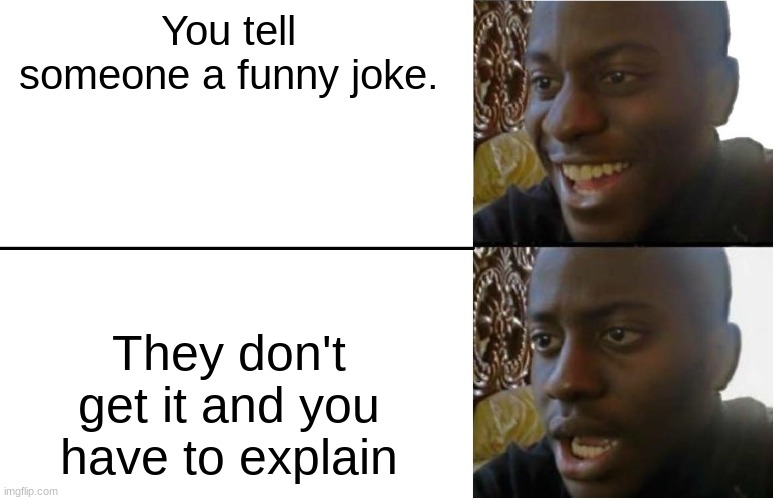 You tell
someone a funny joke.
They don't
get it and you
have to explain
imgflip.com